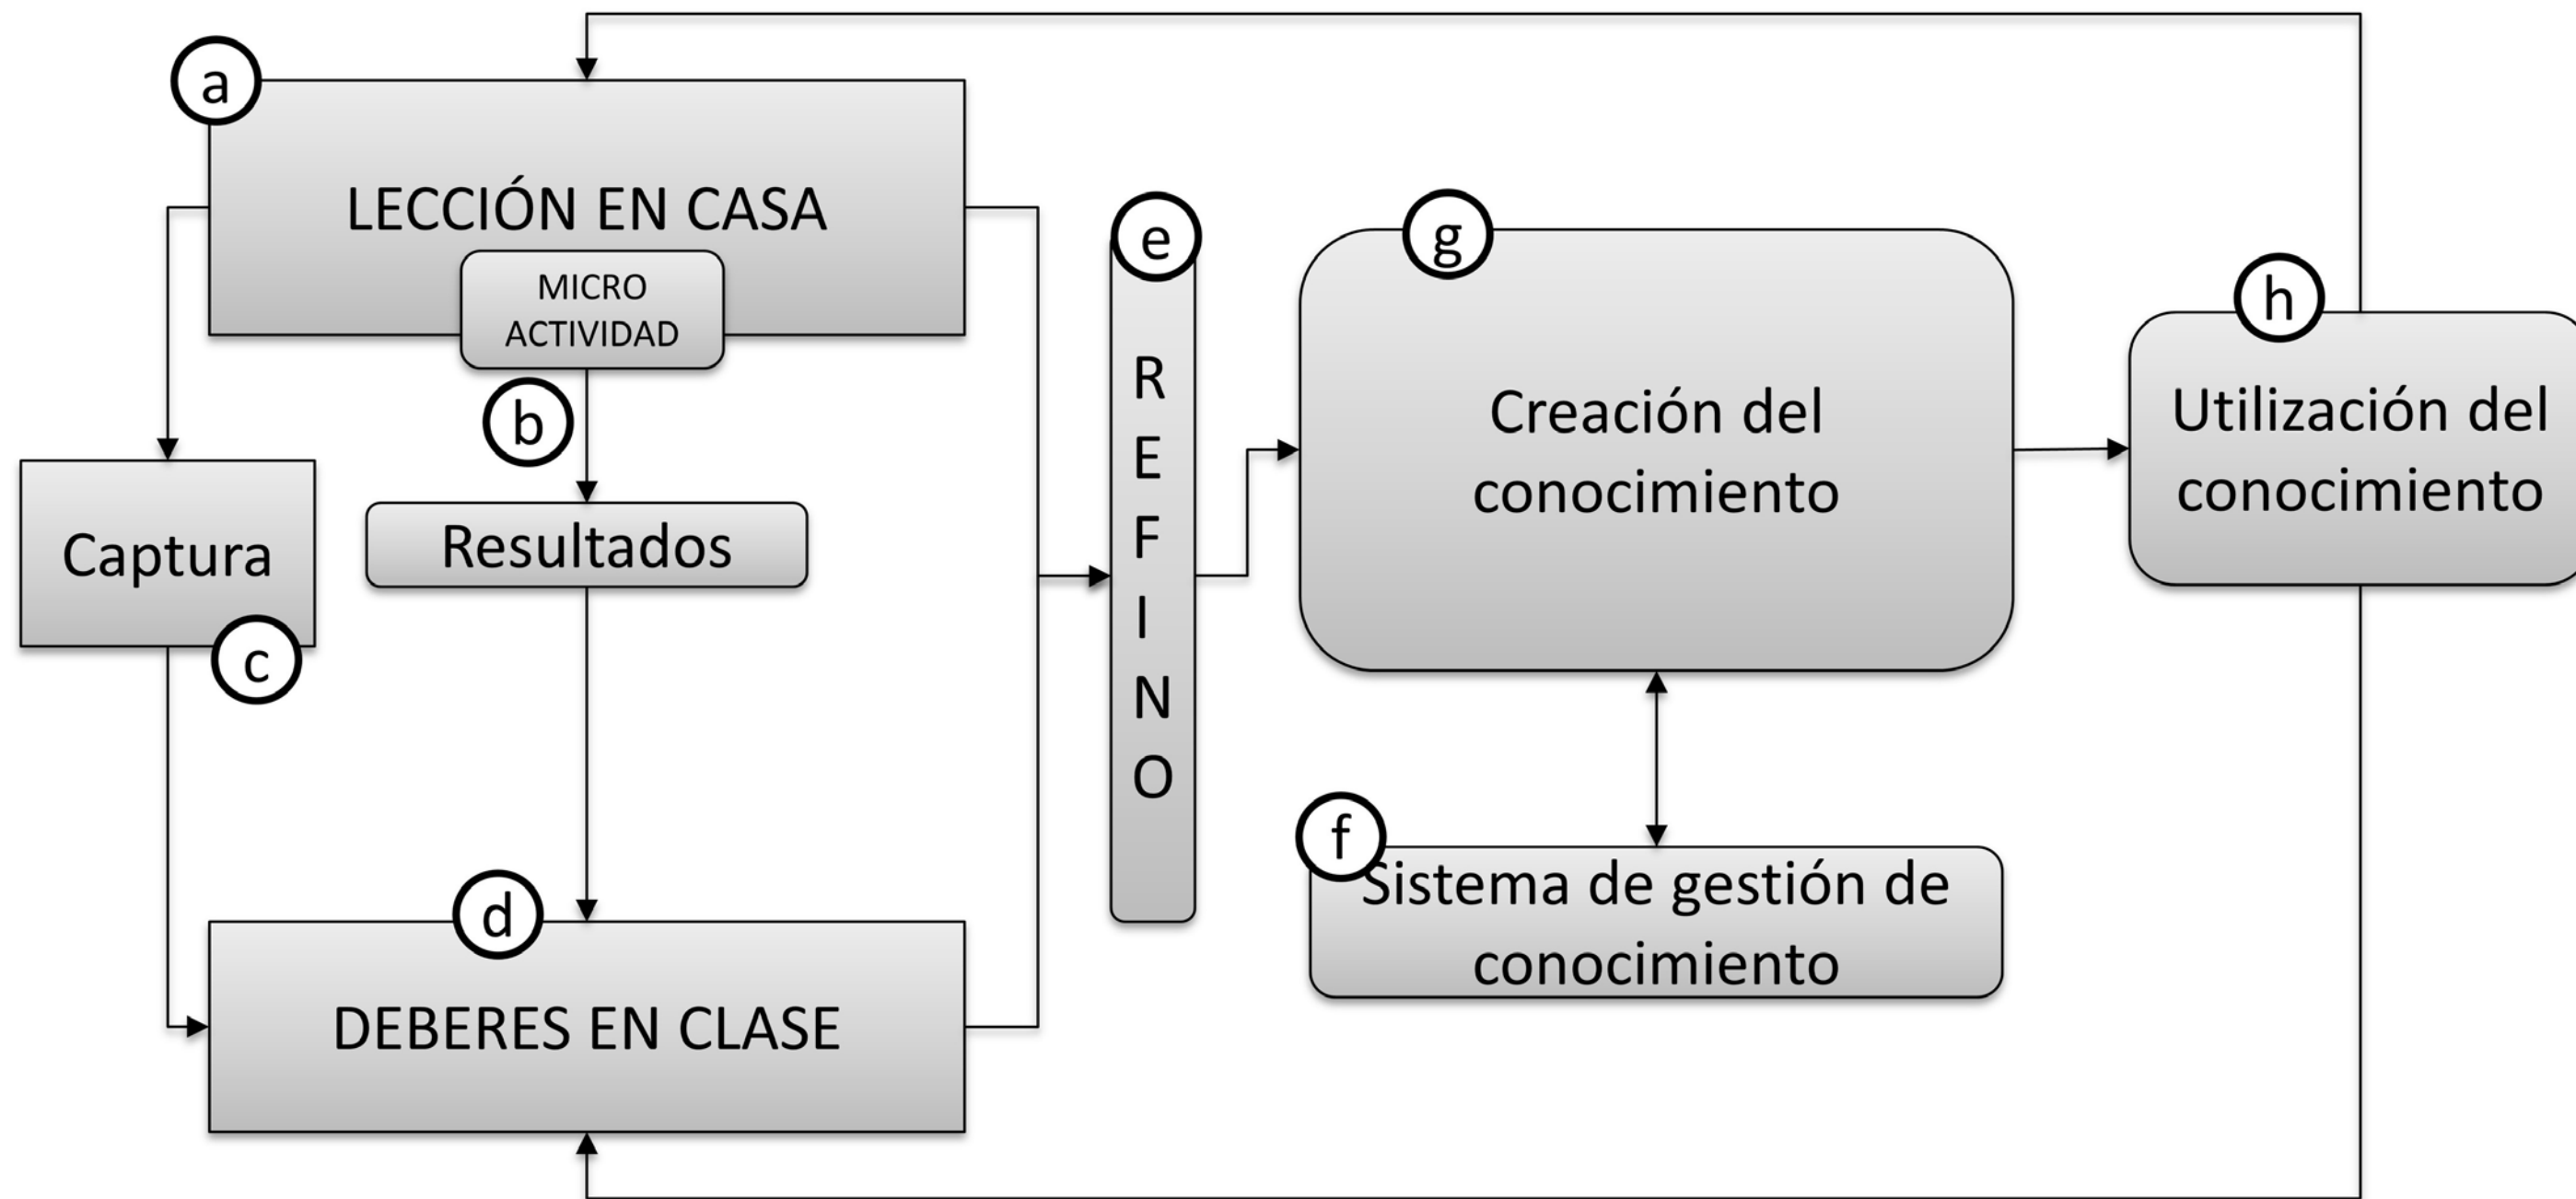 a
LECCIÓN EN CASA
MICRO
ACTIVIDAD
b
Captura
c
Resultados
d
DEBERES EN CLASE
e
R
E
F
I
N
O
g
Creación del
conocimiento
f
Sistema de gestión de
conocimiento
h
Utilización del
conocimiento